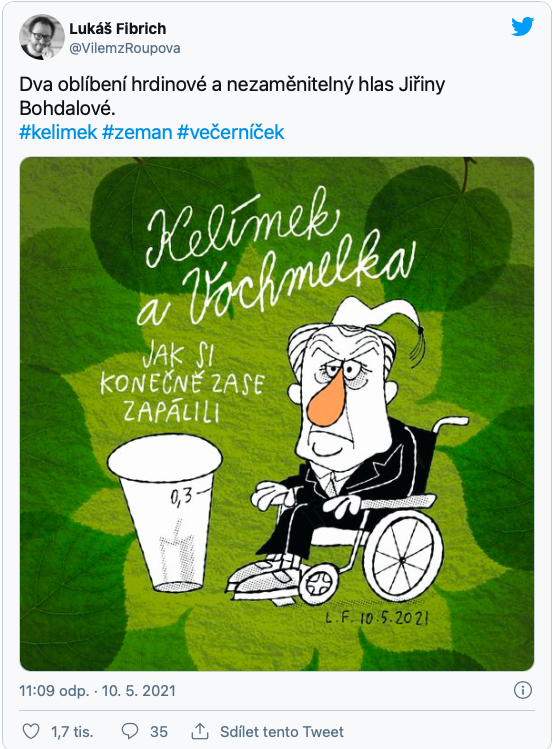 Lukáš Fibrich
@VilemzRoupova
Dva oblíbení hrdinové a nezaměnitelný hlas Jiřiny
Bohdalové.
#kelimek #zeman #večerníček
Kelímek
a Vochmelka
JAK SI
KONEČNĚ ZASE
ZAPÁLILI
0,3
L.F. 10.5.2021
11:09 odp. · 10. 5. 2021
1,7 tis.
35
Sdílet tento Tweet